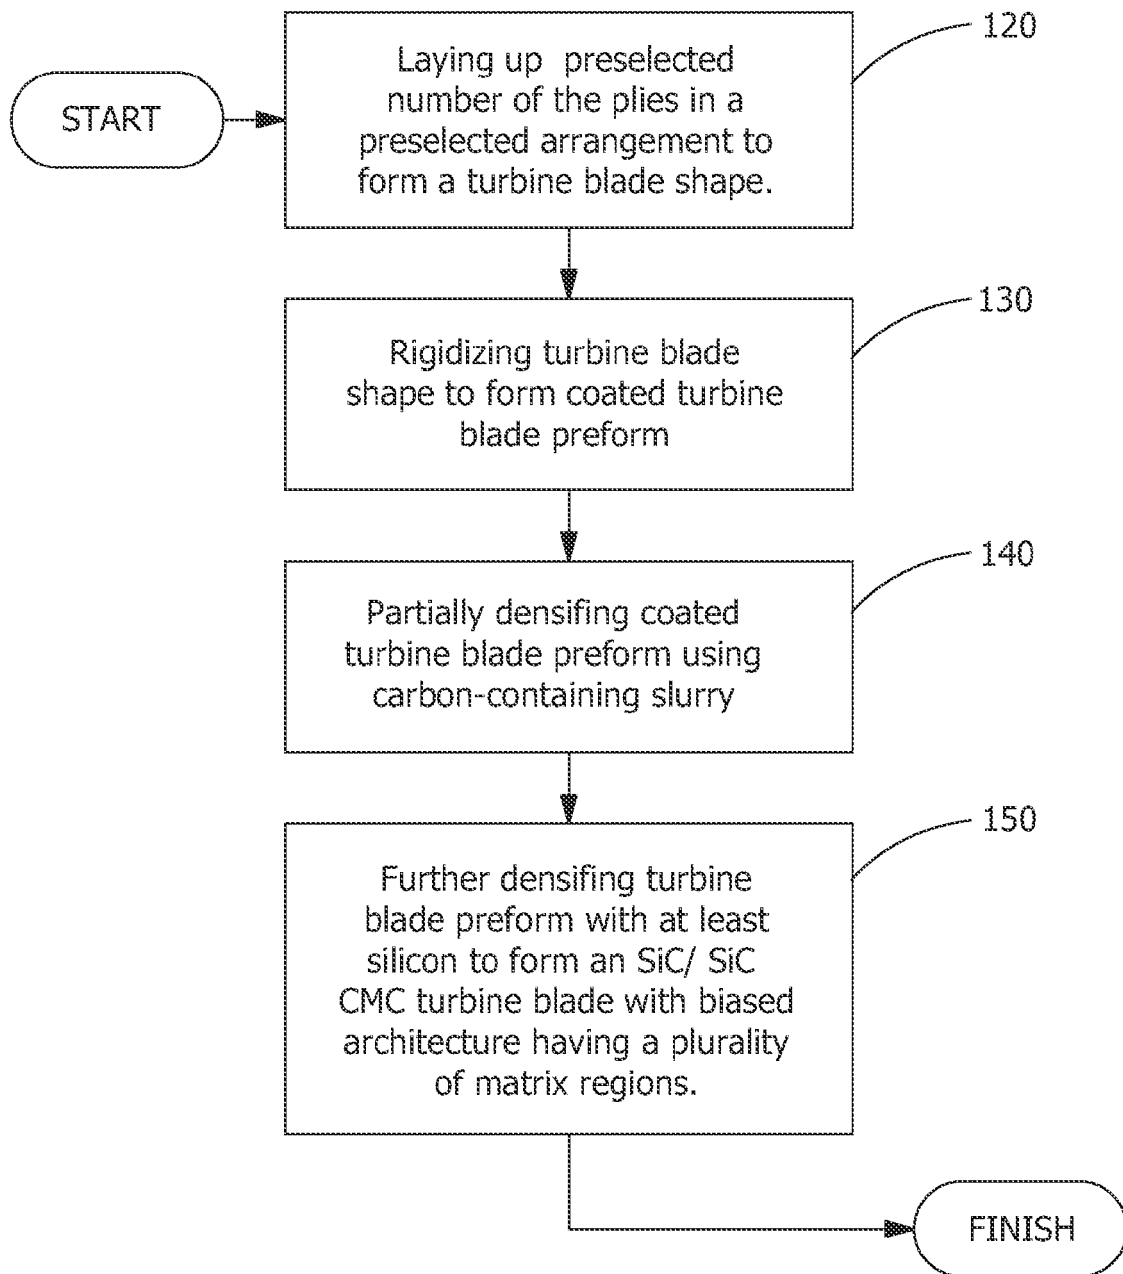 START
Laying up preselected
number of the plies in a
preselected arrangement to
form a turbine blade shape.
120
Rigidizing turbine blade
shape to form coated turbine
blade preform
130
Partially densifing coated
turbine blade preform using
carbon-containing slurry
140
Further densifing turbine
blade preform with at least
silicon to form an SiC/ SiC
CMC turbine blade with biased
architecture having a plurality
of matrix regions.
150
FINISH